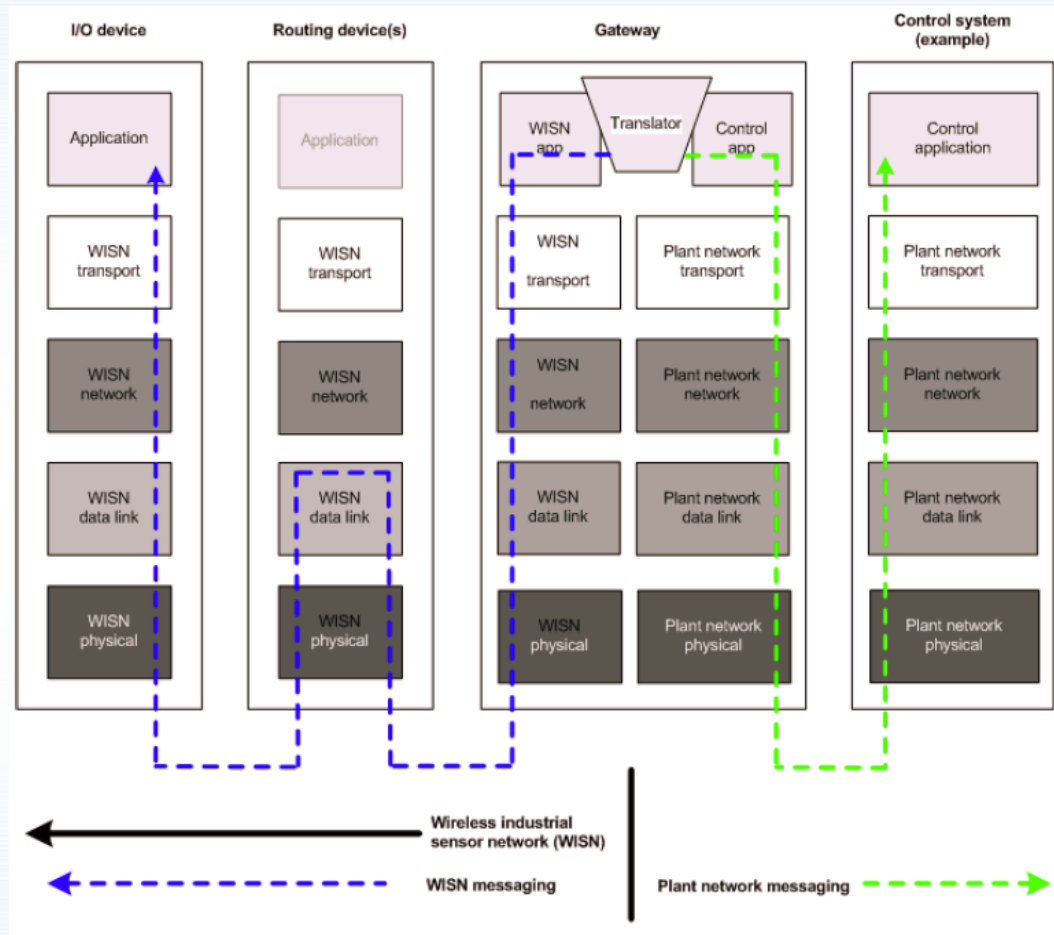 I/O device
Routing device(s)
Gateway
Control system
(example)
Application
Application
WISN
app
Translator
Control
app
Control
application
WISN
transport
WISN
transport
WISN
transport
Plant network
transport
Plant network
transport
WISN
network
WISN
network
WISN
network
Plant network
network
Plant network
network
WISN
data link
WISN
data link
WISN
data link
Plant network
data link
Plant network
data link
WISN
physical
WISN
physical
WISN
physical
Plant network
physical
Plant network
physical
Wireless industrial
sensor network (WISN)
WISN messaging
Plant network messaging